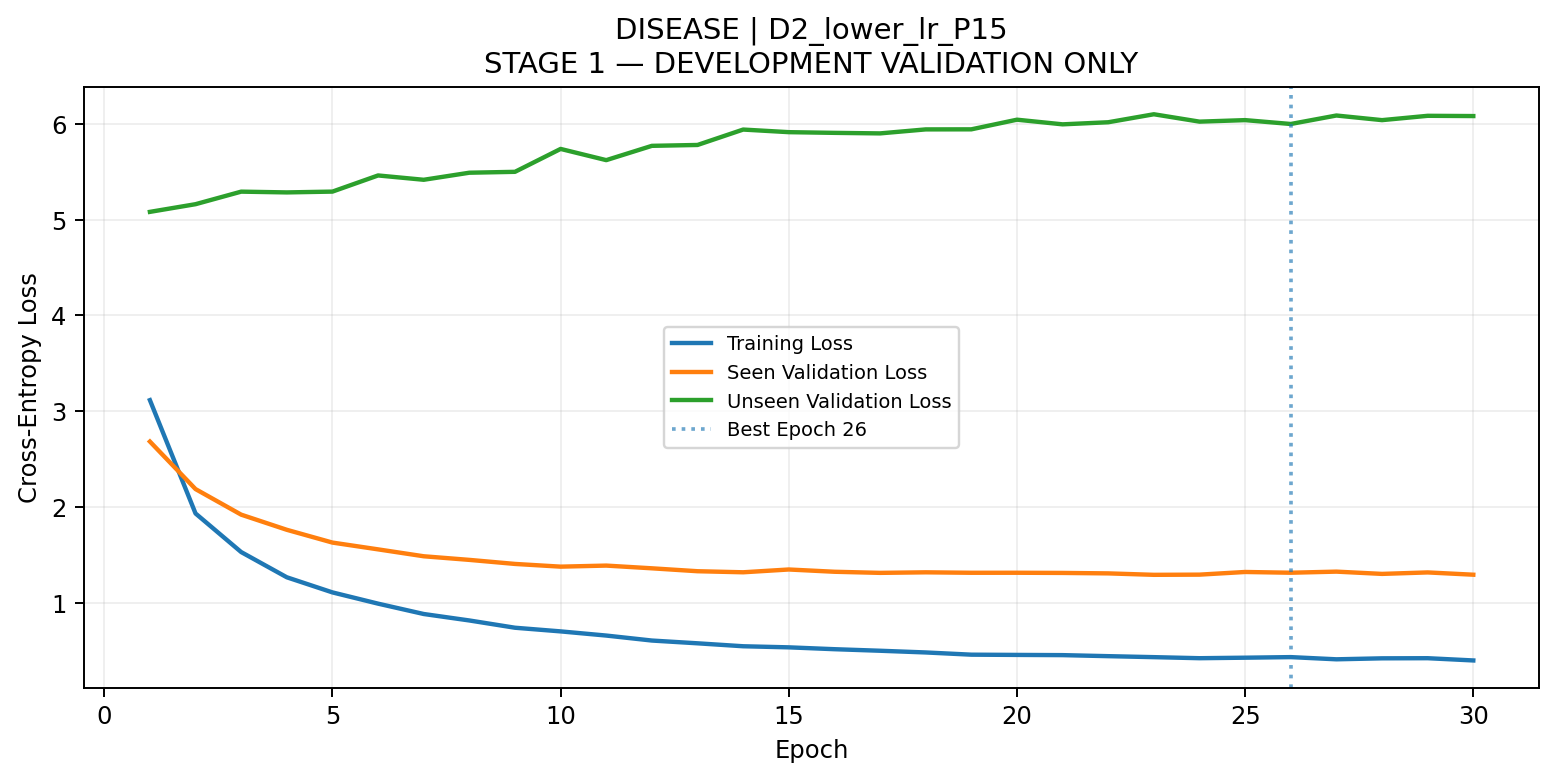 DISEASE | D2_lower_lr_P15
STAGE 1 — DEVELOPMENT VALIDATION ONLY
Cross-Entropy Loss
6
5
4
3
2
1
Training Loss
Seen Validation Loss
Unseen Validation Loss
Best Epoch 26
0 5 10 15 20 25 30
Epoch